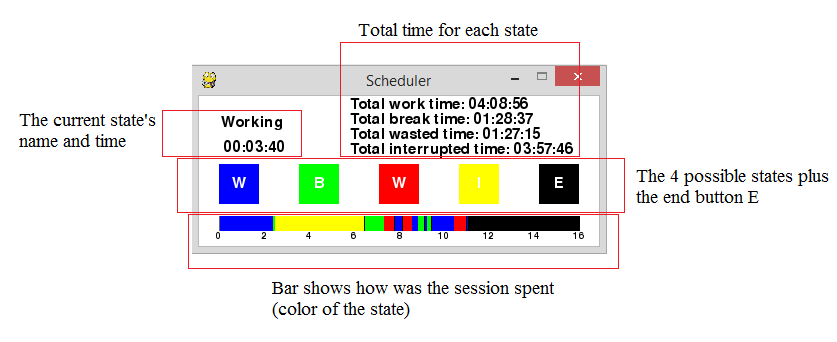 Total time for each state
Scheduler
The current state's
name and time
Working
00:03:40
Total work time: 04:08:56
Total break time: 01:28:37
Total wasted time: 01:27:15
Total interrupted time: 03:57:46
W B W I E
The 4 possible states plus
the end button E
0 2 4 6 8 10 12 14 16
Bar shows how was the session spent
(color of the state)